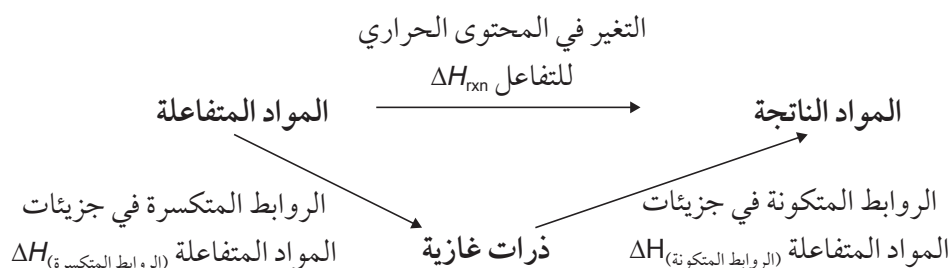 التغير في المحتوى الحراري
للتفاعل ΔHrxn
المواد المتفاعلة
المواد الناتجة
الروابط المتكسرة في جزيئات
المواد المتفاعلة ΔH(الروابط المتكسرة)
ذرات غازية
الروابط المتكونة في جزيئات
المواد المتفاعلة ΔH(الروابط المتكونة)